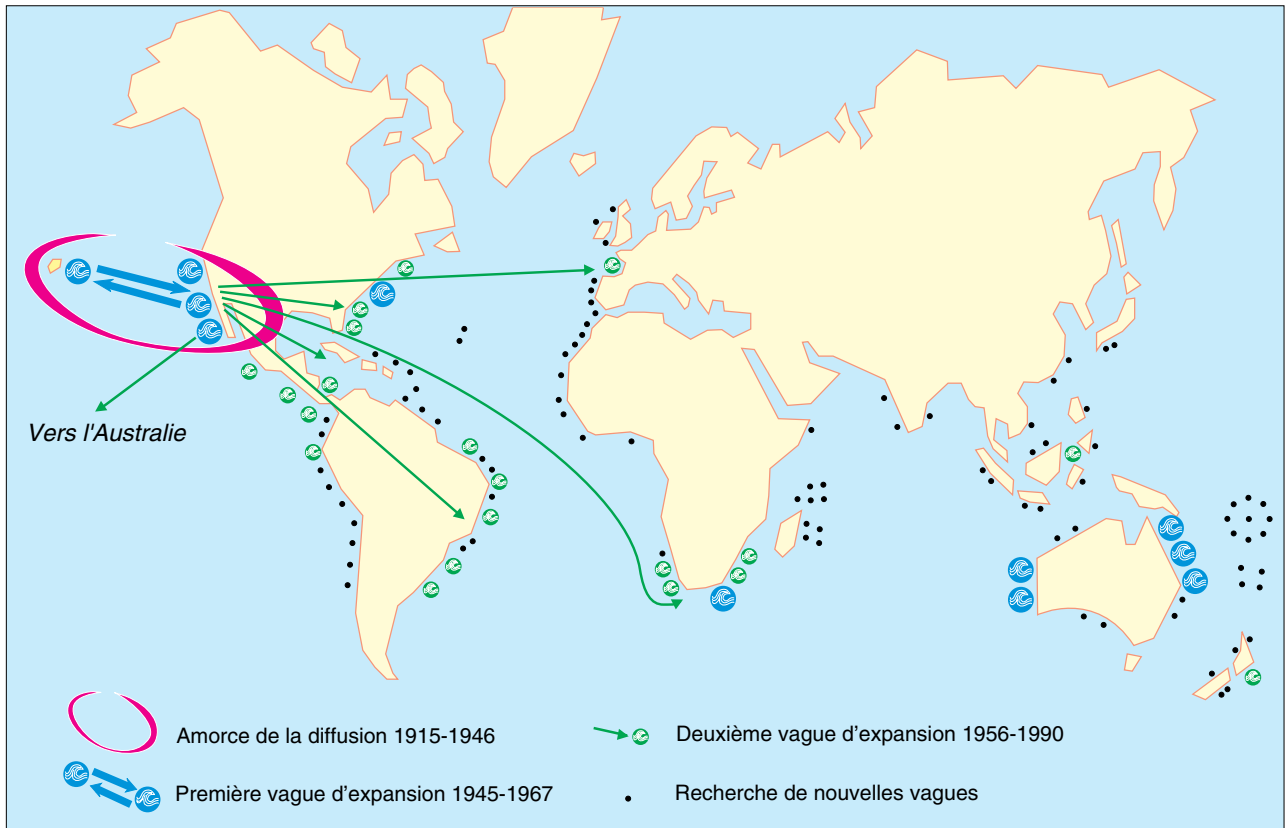 Vers l'Australie
Amorce de la diffusion 1915-1946
Deuxième vague d'expansion 1956-1990
Première vague d'expansion 1945-1967
Recherche de nouvelles vagues